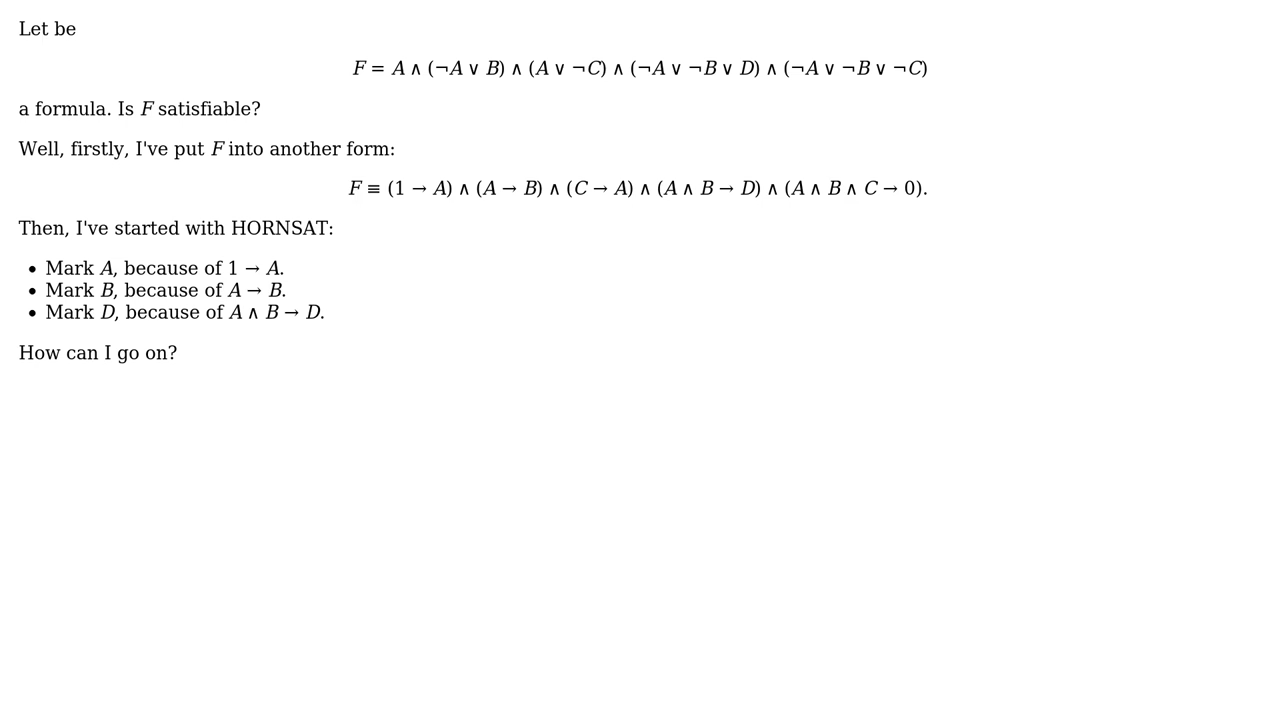 Let be
F = A ∧ (¬A ∨ B) ∧ (A ∨ ¬C) ∧ (¬A ∨ ¬B ∨ D) ∧ (¬A ∨ ¬B ∨ ¬C)
a formula. Is F satisfiable?
Well, firstly, I've put F into another form:
F ≡ (1 → A) ∧ (A → B) ∧ (C → A) ∧ (A ∧ B → D) ∧ (A ∧ B ∧ C → 0).
Then, I've started with HORNSAT:
• Mark A, because of 1 → A.
• Mark B, because of A → B.
• Mark D, because of A ∧ B → D.
How can I go on?